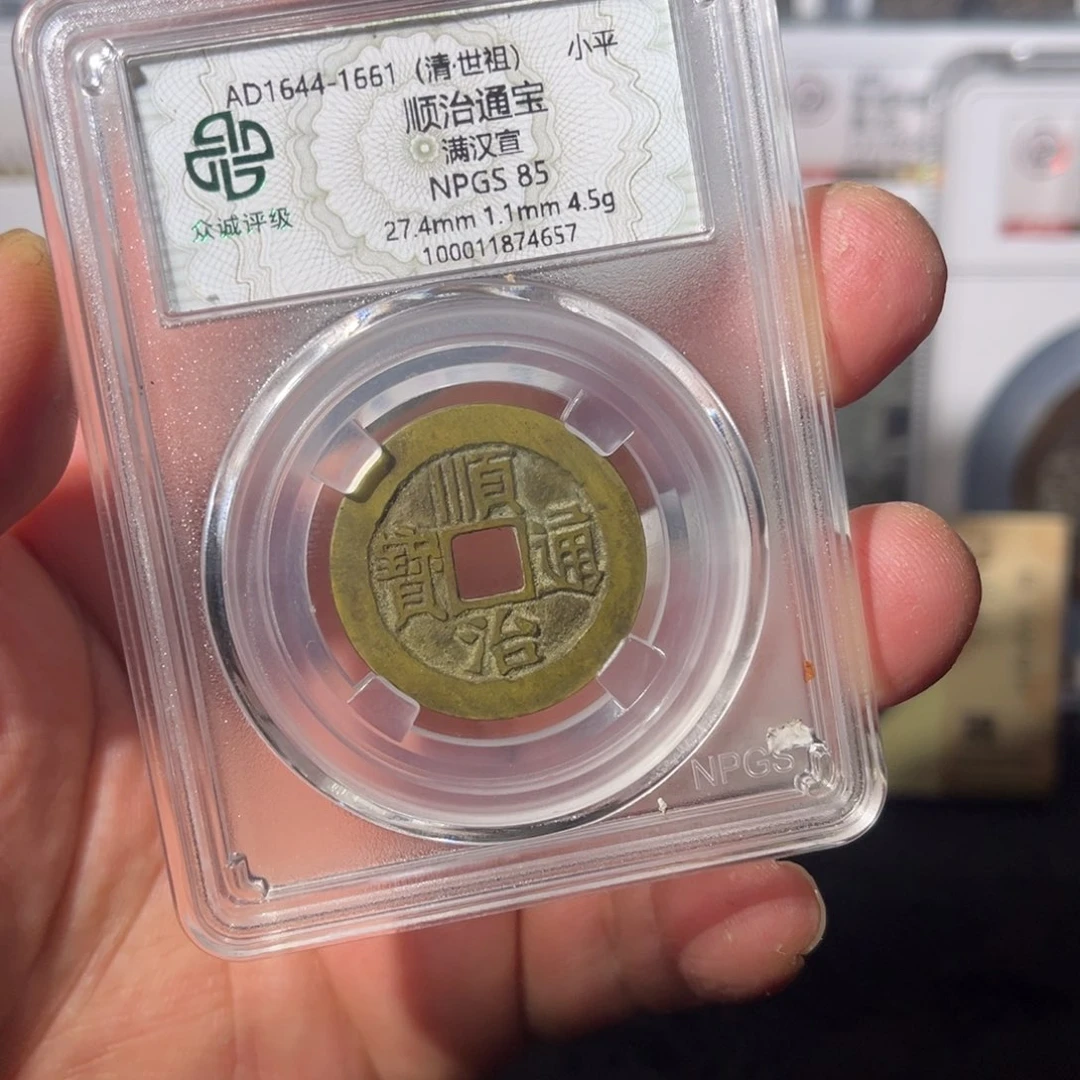 AD1644-1661 (清·世祖) 小平
顺治通宝
满汉宣
NPGS 85
27.4mm 1.1mm 4.5g
100011874657
众诚评级
順
治
通
寶
NPGS